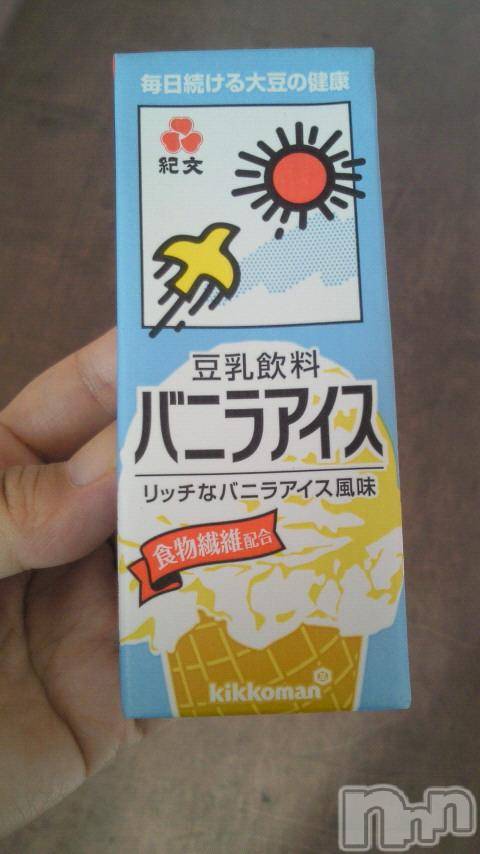 毎日続ける大豆の健康
紀文
豆乳飲料
バニラアイス
リッチなバニラアイス風味
食物繊維配合
kikkoman
nnn